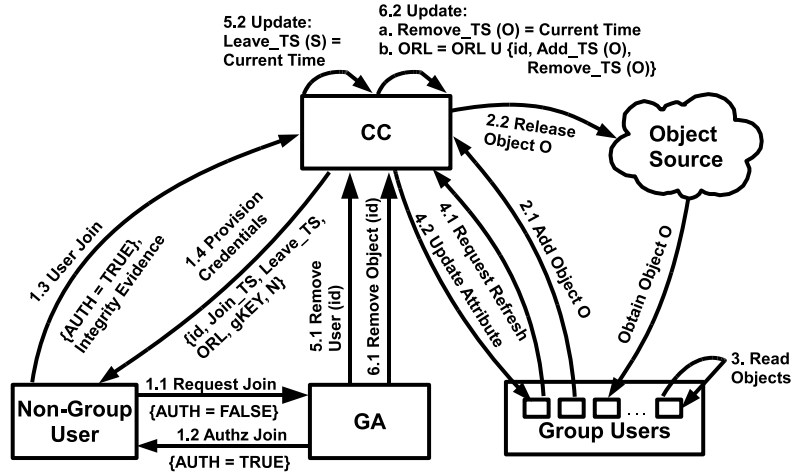 5.2 Update:
Leave_TS (S) =
Current Time
6.2 Update:
a. Remove_TS (O) = Current Time
b. ORL = ORL U {id, Add_TS (O),
Remove_TS (O)}
CC
2.2 Release
Object O
Object
Source
1.3 User Join
{AUTH = TRUE},
Integrity Evidence
1.4 Provision
Credentials
{id, Join_TS, Leave_TS,
ORL, gKEY, N}
5.1 Remove
User (id)
6.1 Remove Object (id)
4.2 Update
Attribute
4.1 Request
Refresh
2.1 Add Object O
Obtain Object O
3. Read
Objects
Non-Group
User
1.1 Request Join
{AUTH = FALSE}
1.2 Authz Join
{AUTH = TRUE}
GA
...
Group Users